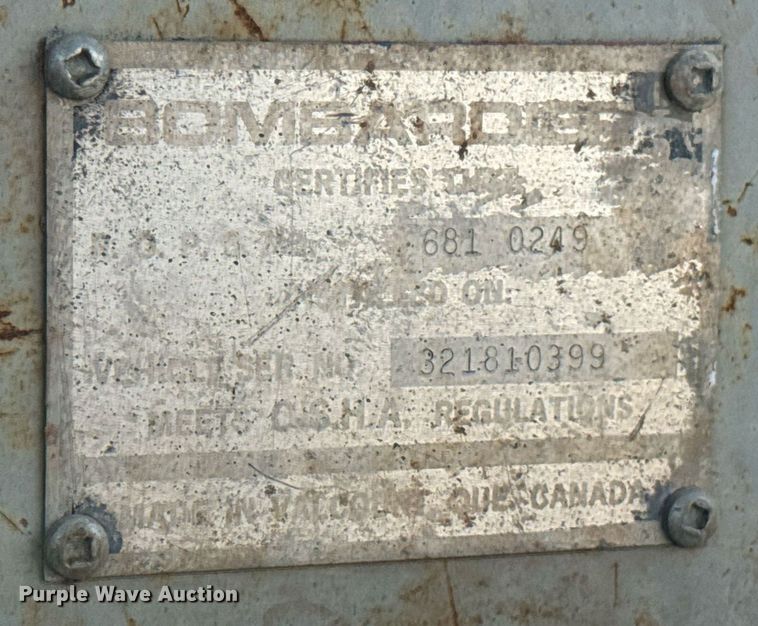 BOMBARDIER
CERTIFIES THAT
R.O.P.S. NO. 681 0249
INSTALLED ON:
VEHICLE SER. NO. 321810399
MEETS O.S.H.A. REGULATIONS
MADE IN VALCOURT, QUE. CANADA
Purple Wave Auction